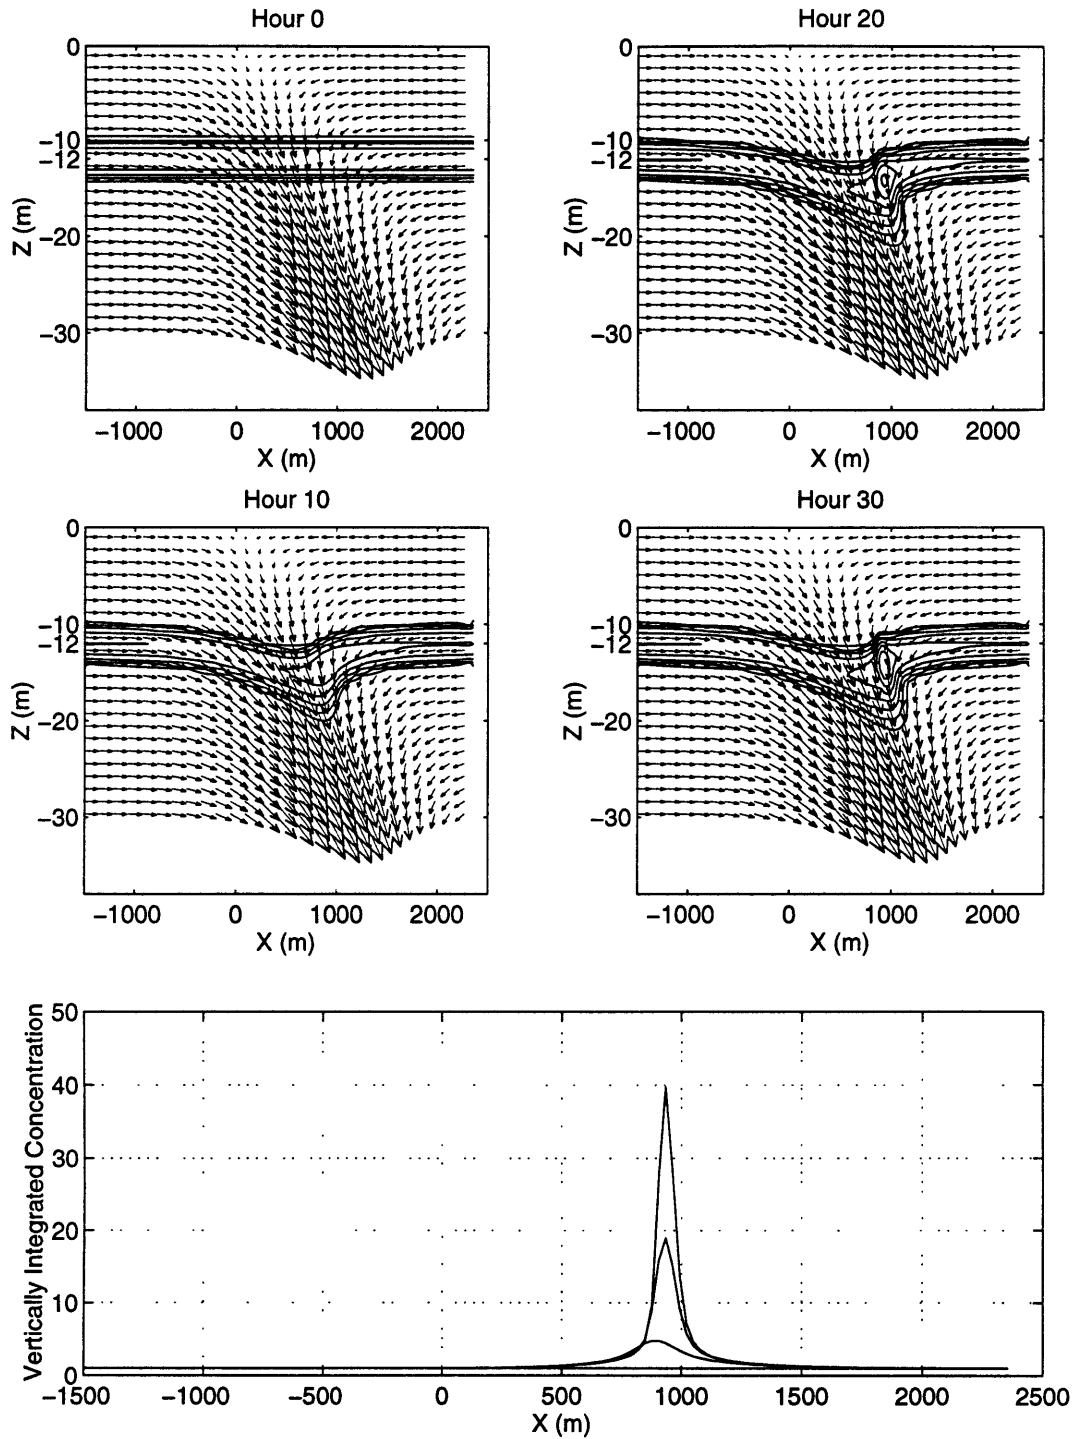 Hour 0
0
−10
−12
−20
−30
Z (m)
−1000 0 1000 2000
X (m)
Hour 20
0
−10
−12
−20
−30
Z (m)
−1000 0 1000 2000
X (m)
Hour 10
0
−10
−12
−20
−30
Z (m)
−1000 0 1000 2000
X (m)
Hour 30
0
−10
−12
−20
−30
Z (m)
−1000 0 1000 2000
X (m)
Vertically Integrated Concentration
50
40
30
20
10
0
-1500 −1000 −500 0 500 1000 1500 2000 2500
X (m)